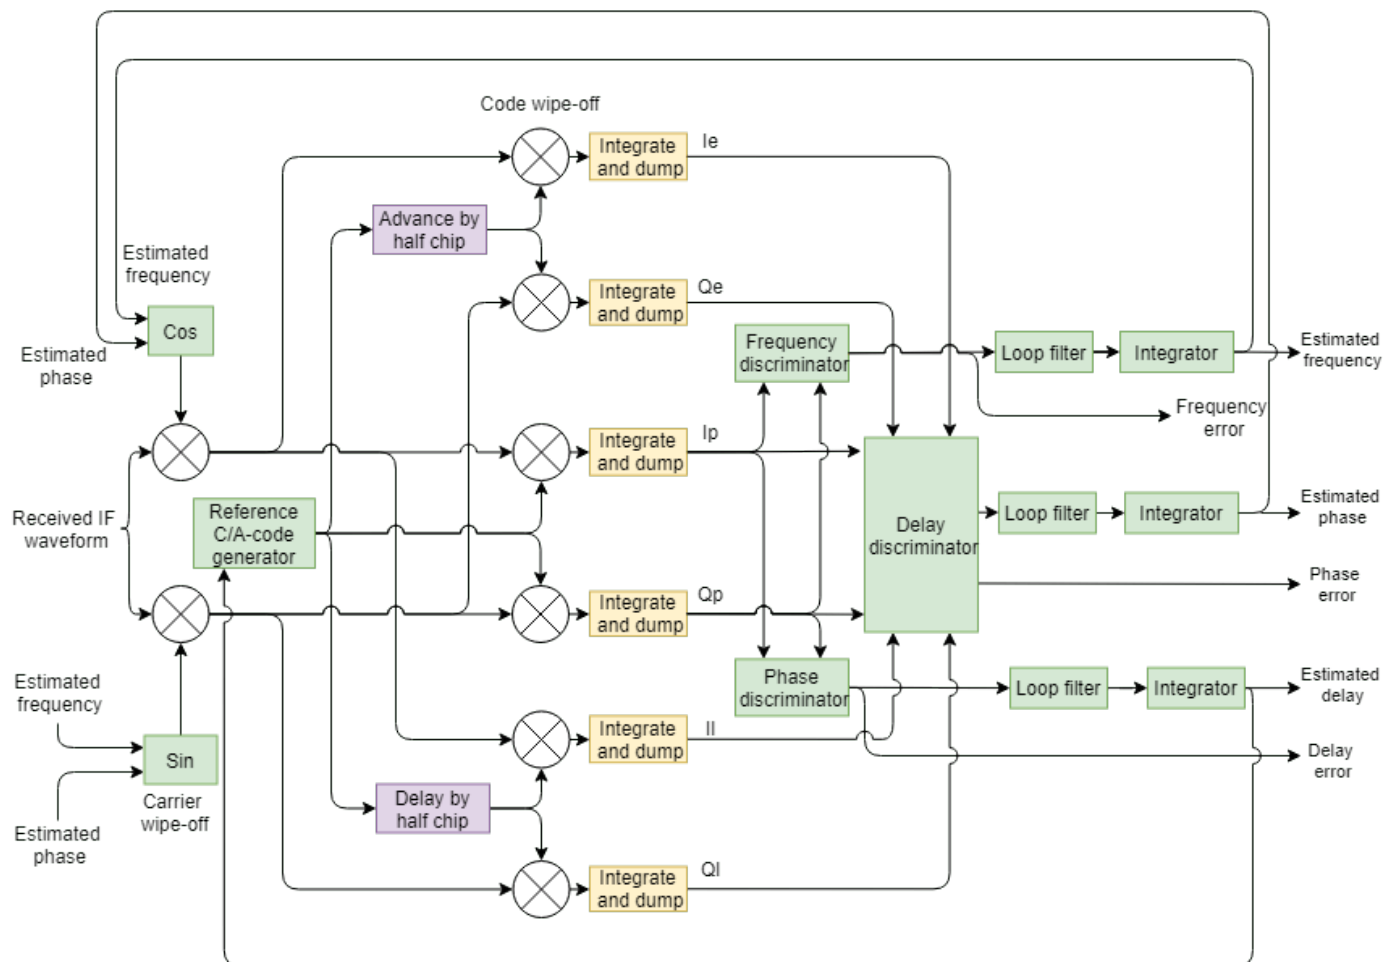 Code wipe-off
Integrate
and dump
Ie
Advance by
half chip
Estimated
frequency
Integrate
and dump
Qe
Cos
Estimated
phase
Frequency
discriminator
Loop filter
Integrator
Estimated
frequency
Frequency
error
Integrate
and dump
Ip
Received IF
waveform
Reference
C/A-code
generator
Delay
discriminator
Loop filter
Integrator
Estimated
phase
Phase
error
Integrate
and dump
Qp
Phase
discriminator
Loop filter
Integrator
Estimated
delay
Delay
error
Estimated
frequency
Sin
Carrier
wipe-off
Estimated
phase
Integrate
and dump
Il
Delay by
half chip
Integrate
and dump
Ql